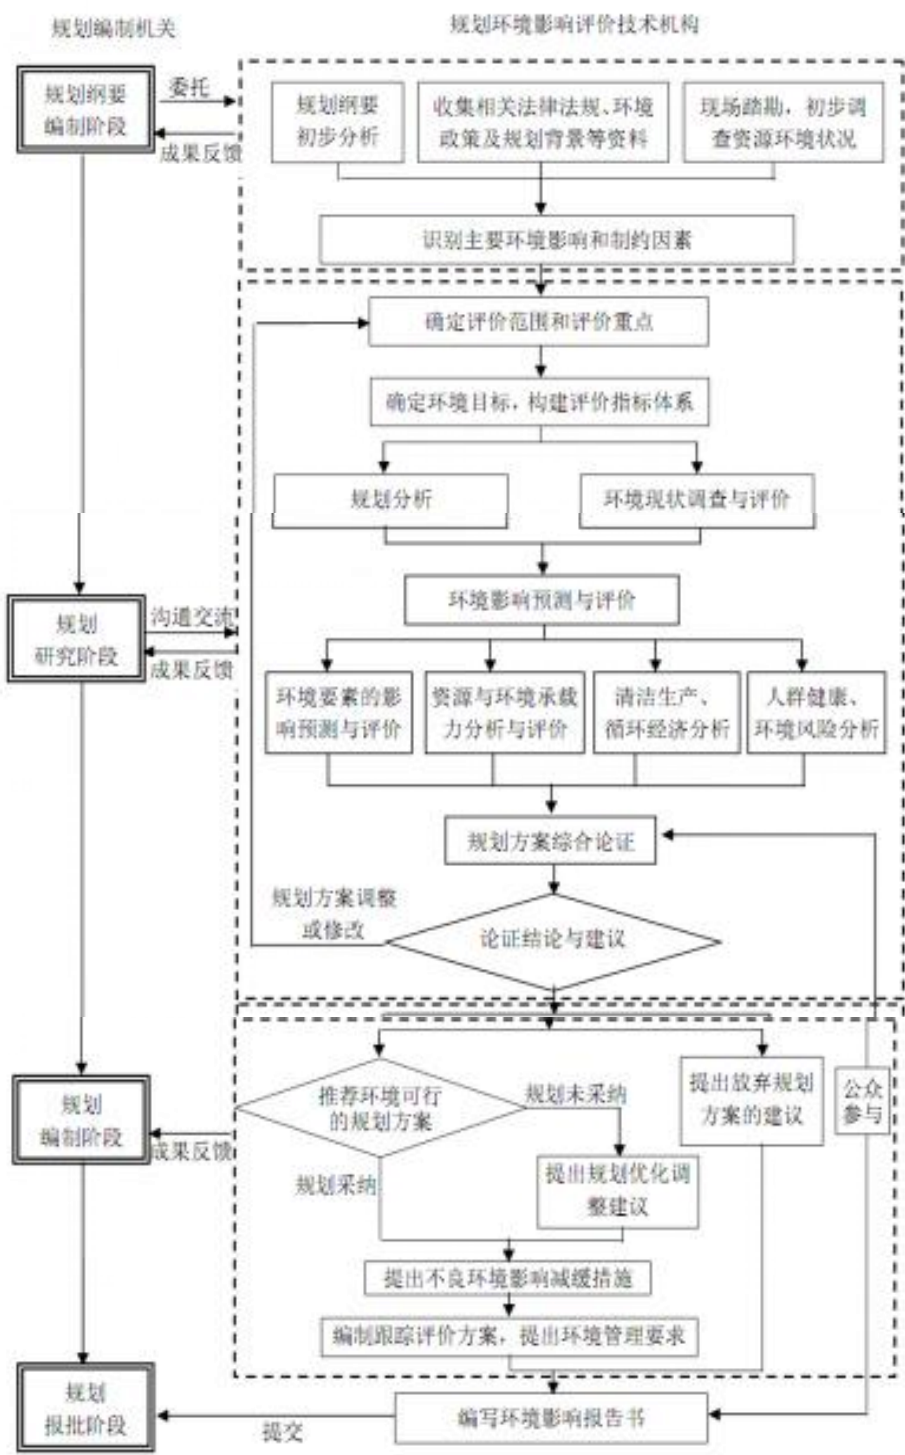 规划编制机关
规划环境影响评价技术机构
规划纲要
编制阶段
委托
成果反馈
规划纲要
初步分析
收集相关法律法规、环境
政策及规划背景等资料
现场踏勘，初步调
查资源环境状况
识别主要环境影响和制约因素
确定评价范围和评价重点
确定环境目标，构建评价指标体系
规划分析
环境现状调查与评价
环境影响预测与评价
规划
研究阶段
沟通交流
成果反馈
环境要素的影
响预测与评价
资源与环境承载
力分析与评价
清洁生产、
循环经济分析
人群健康、
环境风险分析
规划方案综合论证
规划方案调整
或修改
论证结论与建议
规划
编制阶段
成果反馈
推荐环境可行
的规划方案
规划未采纳
提出放弃规划
方案的建议
公众
参与
规划采纳
提出规划优化调
整建议
提出不良环境影响减缓措施
编制跟踪评价方案，提出环境管理要求
规划
报批阶段
提交
编写环境影响报告书